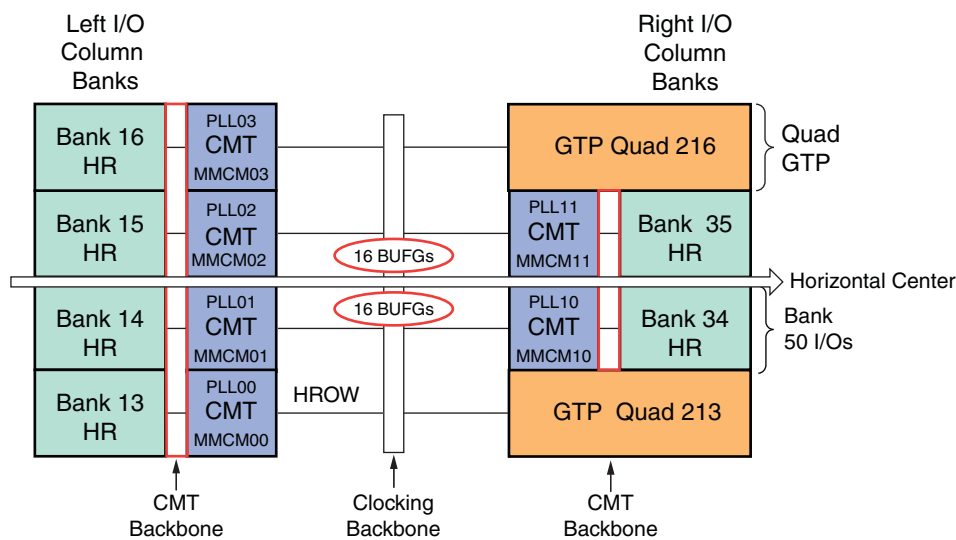 Left I/O
Column
Banks
Right I/O
Column
Banks
Bank 16
HR
PLL03
CMT
MMCM03
GTP Quad 216
Quad
GTP
Bank 15
HR
PLL02
CMT
MMCM02
16 BUFGs
PLL11
CMT
MMCM11
Bank 35
HR
Horizontal Center
Bank 14
HR
PLL01
CMT
MMCM01
16 BUFGs
PLL10
CMT
MMCM10
Bank 34
HR
Bank
50 I/Os
Bank 13
HR
PLL00
CMT
MMCM00
HROW
GTP Quad 213
CMT
Backbone
Clocking
Backbone
CMT
Backbone